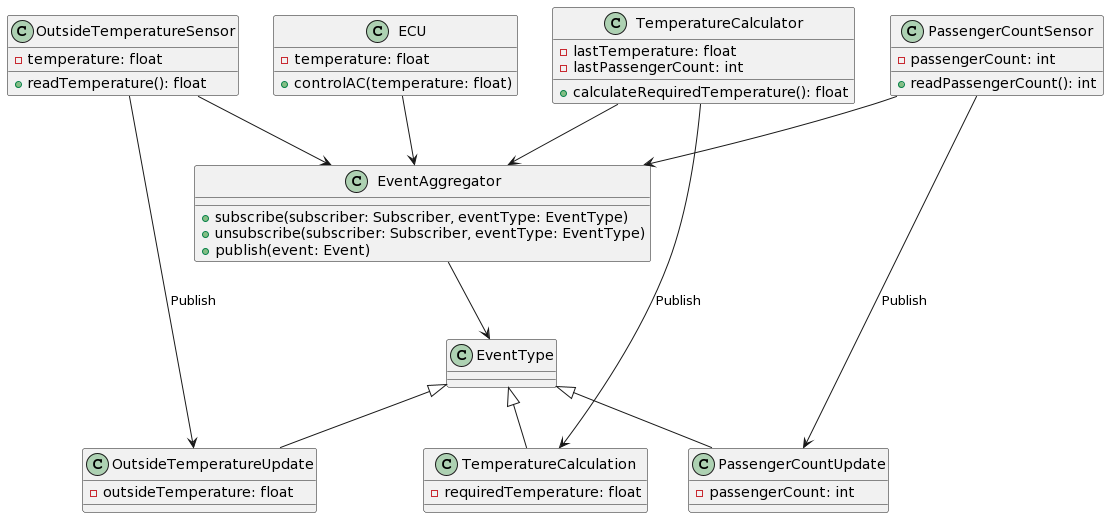 C OutsideTemperatureSensor
temperature: float
readTemperature(): float
C ECU
temperature: float
controlAC(temperature: float)
C TemperatureCalculator
lastTemperature: float
lastPassengerCount: int
calculateRequiredTemperature(): float
C PassengerCountSensor
passengerCount: int
readPassengerCount(): int
C EventAggregator
subscribe(subscriber: Subscriber, eventType: EventType)
unsubscribe(subscriber: Subscriber, eventType: EventType)
publish(event: Event)
Publish
Publish
Publish
C EventType
C OutsideTemperatureUpdate
outsideTemperature: float
C TemperatureCalculation
requiredTemperature: float
C PassengerCountUpdate
passengerCount: int